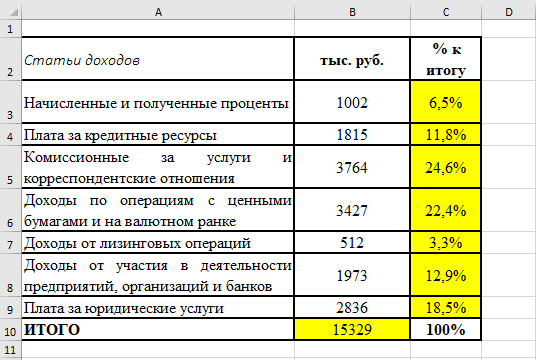 A B C D
1
2 Статьи доходов тыс. руб. % к
итогу
3 Начисленные и полученные проценты 1002 6,5%
4 Плата за кредитные ресурсы 1815 11,8%
5 Комиссионные за услуги и
корреспондентские отношения 3764 24,6%
6 Доходы по операциям с ценными
бумагами и на валютном ранке 3427 22,4%
7 Доходы от лизинговых операций 512 3,3%
8 Доходы от участия в деятельности
предприятий, организаций и банков 1973 12,9%
9 Плата за юридические услуги 2836 18,5%
10 ИТОГО 15329 100%
11